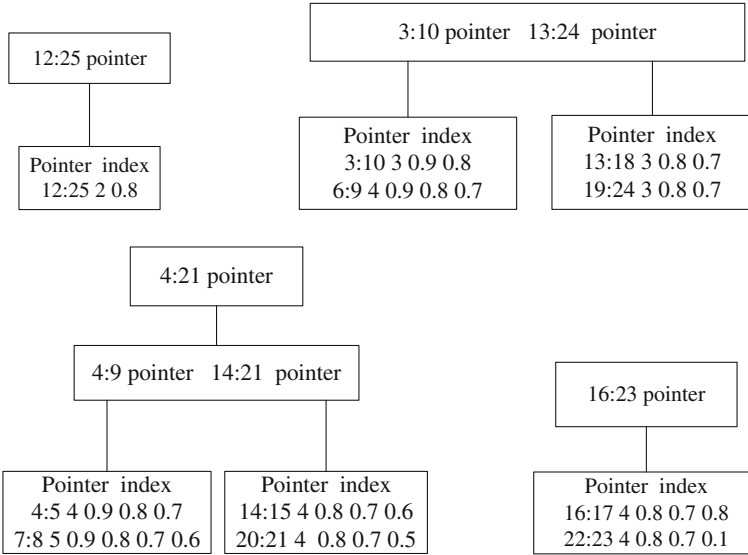 12:25 pointer
3:10 pointer 13:24 pointer
Pointer index
12:25 2 0.8
Pointer index
3:10 3 0.9 0.8
6:9 4 0.9 0.8 0.7
Pointer index
13:18 3 0.8 0.7
19:24 3 0.8 0.7
4:21 pointer
4:9 pointer 14:21 pointer
16:23 pointer
Pointer index
4:5 4 0.9 0.8 0.7
7:8 5 0.9 0.8 0.7 0.6
Pointer index
14:15 4 0.8 0.7 0.6
20:21 4 0.8 0.7 0.5
Pointer index
16:17 4 0.8 0.7 0.8
22:23 4 0.8 0.7 0.1